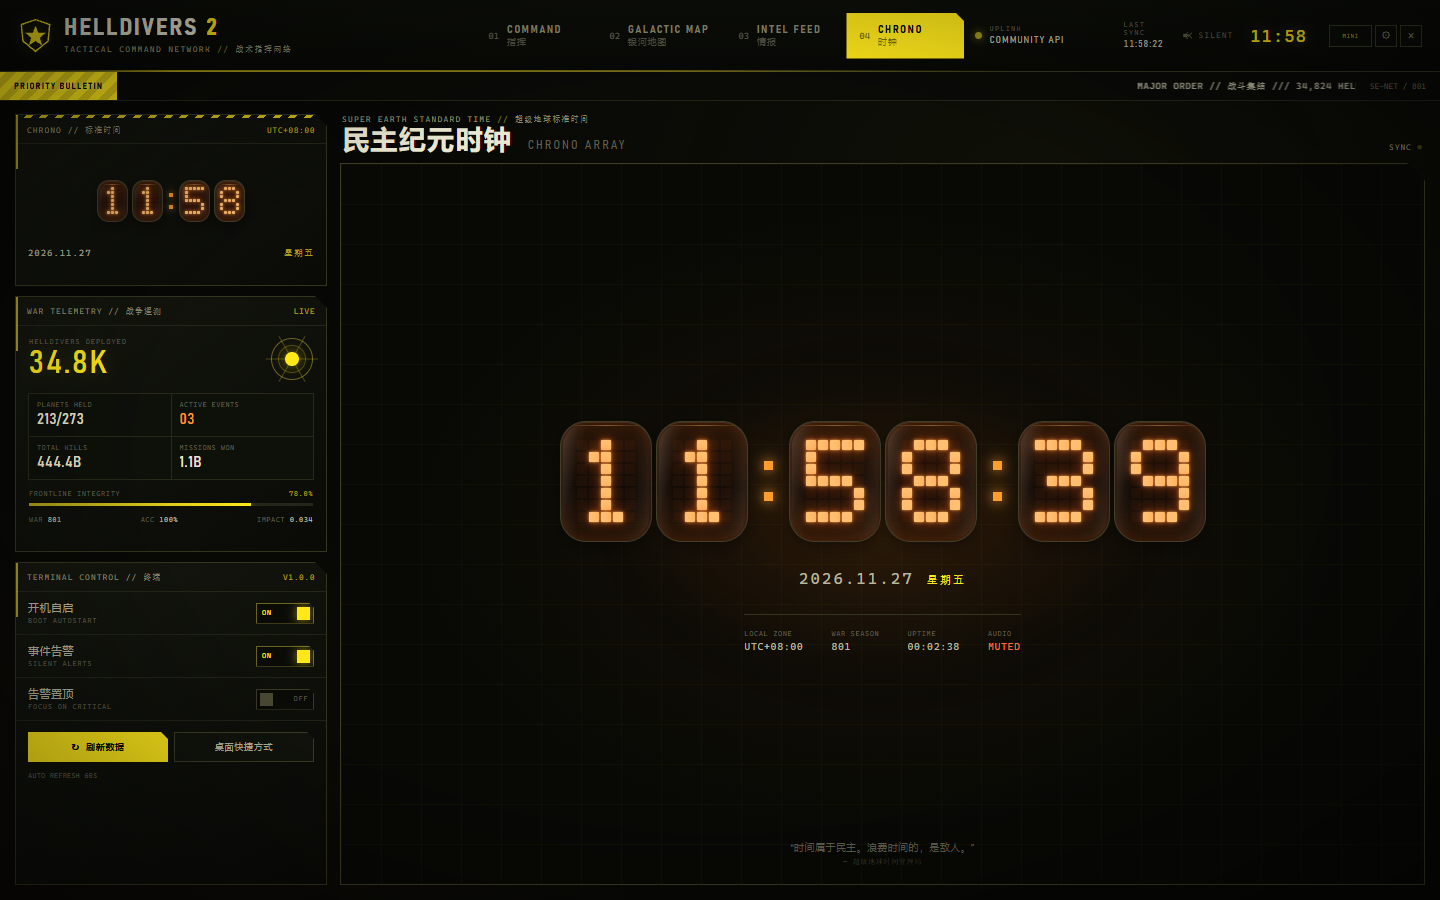 HELLDIVERS 2
TACTICAL COMMAND NETWORK // 战术指挥网络
01 COMMAND 指挥
02 GALACTIC MAP 银河地图
03 INTEL FEED 情报
04 CHRONO 时钟
UPLINK
COMMUNITY API
LAST SYNC
11:58:22
SILENT
11:58
MINI
PRIORITY BULLETIN
MAJOR ORDER // 战斗集结 /// 34,824 HEL
SE-NET / 801
CHRONO // 标准时间
UTC+08:00
11:58
2026.11.27
星期五
WAR TELEMETRY // 战争遥测
LIVE
HELLDIVERS DEPLOYED
34.8K
PLANETS HELD
213/273
ACTIVE EVENTS
03
TOTAL KILLS
444.4B
MISSIONS WON
1.1B
FRONTLINE INTEGRITY
78.0%
WAR 801
ACC 100%
IMPACT 0.034
TERMINAL CONTROL // 终端
V1.0.0
开机自启
BOOT AUTOSTART
ON
事件告警
SILENT ALERTS
ON
告警置顶
FOCUS ON CRITICAL
OFF
↻ 刷新数据
桌面快捷方式
AUTO REFRESH 60S
SUPER EARTH STANDARD TIME // 超级地球标准时间
民主纪元时钟 CHRONO ARRAY
SYNC
11:58:39
2026.11.27 星期五
LOCAL ZONE
UTC+08:00
WAR SEASON
801
UPTIME
00:02:38
AUDIO
MUTED
“时间属于民主。浪费时间的，是敌人。”
— 超级地球时间管理局